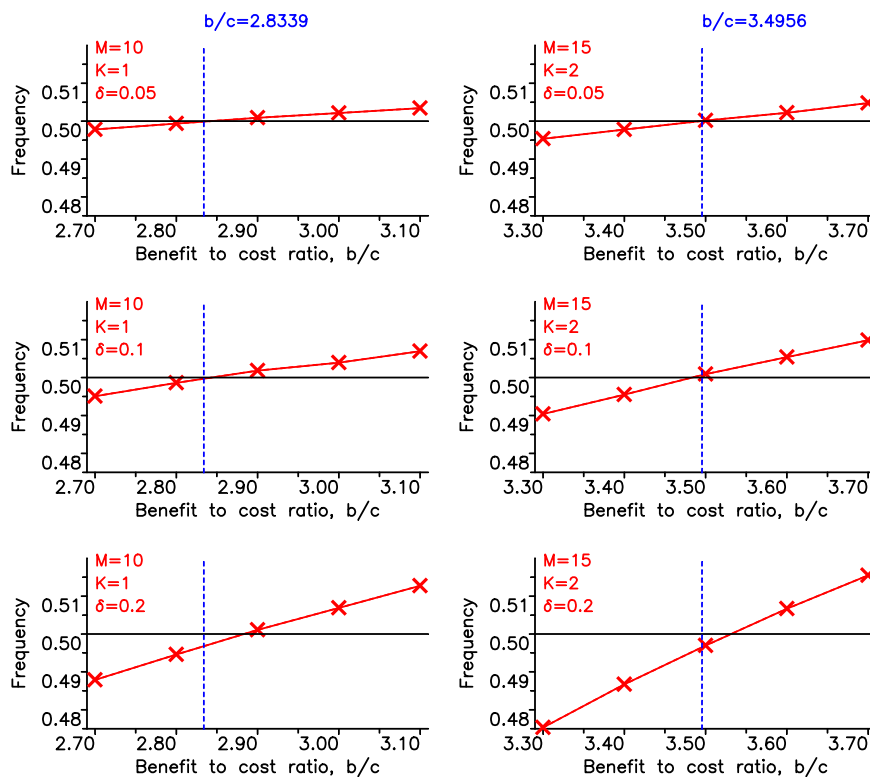 b/c=2.8339
M=10
K=1
δ=0.05
0.51
0.50
0.49
0.48
Frequency
2.70 2.80 2.90 3.00 3.10
Benefit to cost ratio, b/c
b/c=3.4956
M=15
K=2
δ=0.05
0.51
0.50
0.49
0.48
Frequency
3.30 3.40 3.50 3.60 3.70
Benefit to cost ratio, b/c
M=10
K=1
δ=0.1
0.51
0.50
0.49
0.48
Frequency
2.70 2.80 2.90 3.00 3.10
Benefit to cost ratio, b/c
M=15
K=2
δ=0.1
0.51
0.50
0.49
0.48
Frequency
3.30 3.40 3.50 3.60 3.70
Benefit to cost ratio, b/c
M=10
K=1
δ=0.2
0.51
0.50
0.49
0.48
Frequency
2.70 2.80 2.90 3.00 3.10
Benefit to cost ratio, b/c
M=15
K=2
δ=0.2
0.51
0.50
0.49
0.48
Frequency
3.30 3.40 3.50 3.60 3.70
Benefit to cost ratio, b/c